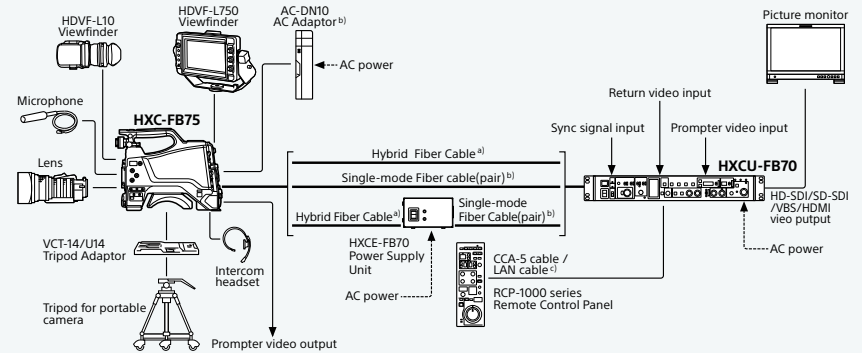 HDVF-L10
Viewfinder
HDVF-L750
Viewfinder
AC-DN10
AC Adaptor b)
AC power
Picture monitor
Microphone
HXC-FB75
Lens
Return video input
Sync signal input
Prompter video input
HXCU-FB70
Hybrid Fiber Cable a)
Single-mode Fiber cable(pair) b)
Hybrid Fiber Cable a)
Single-mode
Fiber Cable(pair) b)
HD-SDI/SD-SDI
/VBS/HDMI
vieo putput
AC power
VCT-14/U14
Tripod Adaptor
Intercom
headset
HXCE-FB70
Power Supply
Unit
AC power
CCA-5 cable /
LAN cable c)
RCP-1000 series
Remote Control Panel
Tripod for portable
camera
Prompter video output